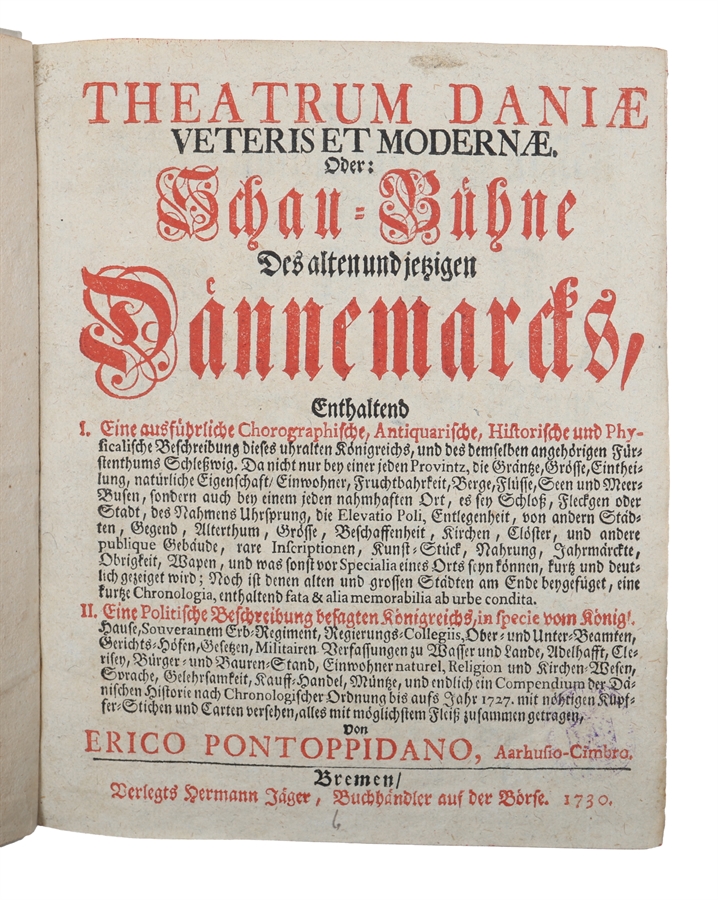 THEATRUM DANIÆ
VETERIS ET MODERNÆ.
Oder:
Schau-Bühne
Des alten und jetzigen
Dännemarcks,
Enthaltend
I. Eine ausführliche Chorographische, Antiquarische, Historische und Phy-
sicalische Beschreibung dieses uhralten Königreichs, und des demselben angehörigen Für-
stenthums Schleßwig. Da nicht nur bey einer jeden Provintz, die Gräntze, Grösse, Einthei-
lung, natürliche Eigenschaft/ Einwohner, Fruchtbahrkeit, Berge, Flüsse, Seen und Meer-
Busen, sondern auch bey einem jeden nahmhaften Ort, es sey Schloß, Fleckgen oder
Stadt, des Nahmens Uhrsprung, die Elevatio Poli, Entlegenheit, von andern Städ-
ten, Gegend, Alterthum, Grösse, Beschaffenheit, Kirchen, Clöster, und andere
publique Gebäude, rare Inscriptionen, Kunst-Stück, Nahrung, Jahrmärckte,
Obrigkeit, Wapen, und was sonst vor Specialia eines Orts seyn können, kurtz und deut-
lich gezeiget wird; Noch ist denen alten und grossen Städten am Ende beygefüget, eine
kurtze Chronologia, enthaltend fata & alia memorabilia ab urbe condita.
II. Eine Politische Beschreibung besagten Königreichs, in specie vom Königl.
Hause, Souverainem Erb-Regiment, Regierungs-Collegiis, Ober- und Unter-Beamten,
Gerichts-Höfen, Gesetzen, Militairen Verfassungen zu Wasser und Lande, Adelschafft, Cle-
risey, Bürger- und Bauren-Stand, Einwohner naturel, Religion und Kirchen-Wesen,
Sprache, Gelehrsamkeit, Kauff-Handel, Müntze, und endlich ein Compendium der Dä-
nischen Historie nach Chronologischer Ordnung bis aufs Jahr 1727. mit nöhtigen Kupf-
fer-Stichen und Carten versehen, alles mit möglichstem Fleiß zusammen getragen,
von
ERICO PONTOPPIDANO, Aarhusio-Cimbro.
Bremen/
Verlegts Hermann Jäger, Buchhändler auf der Börse. 1730.
6